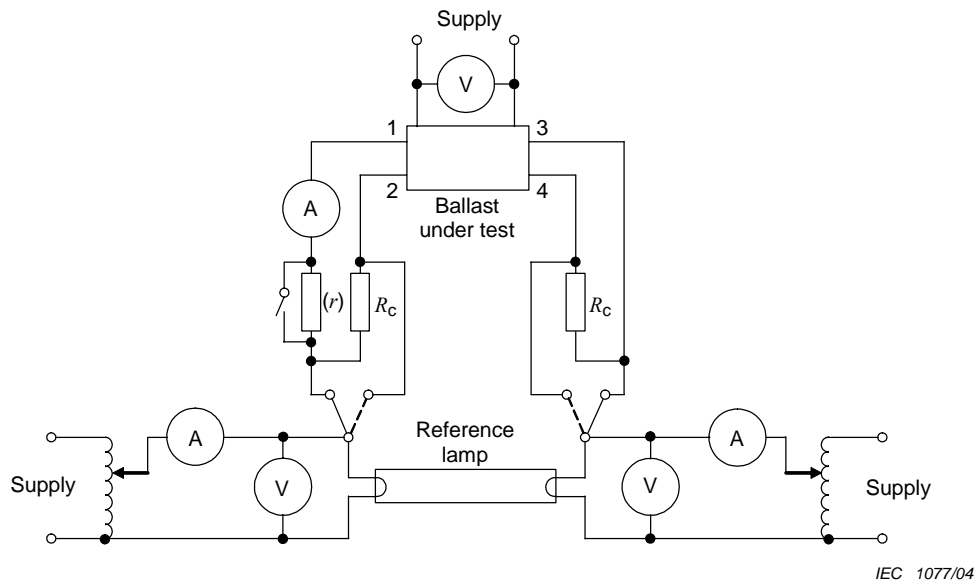 Supply
V
1
3
2
4
Ballast
under test
A
(r)
Rc
Rc
Reference
lamp
A
V
Supply
V
A
Supply
IEC 1077/04